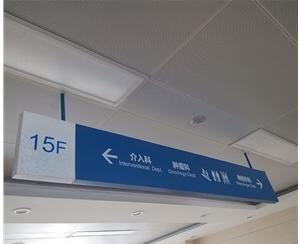 15F
介入科
Interventional Dept.
肿瘤科
Oncology Dept.